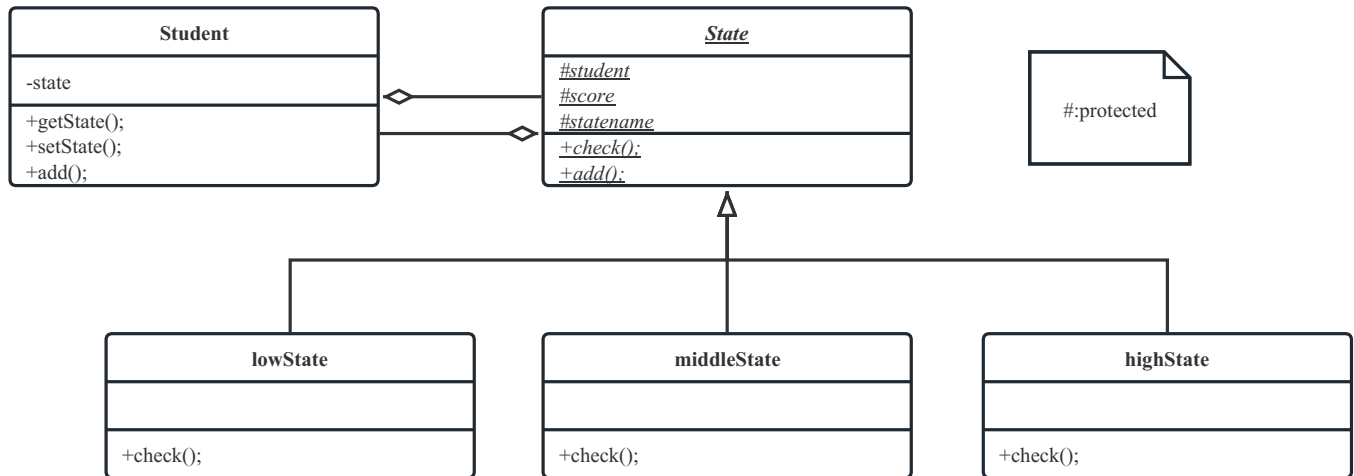 Student
-state
+getState();
+setState();
+add();
State
#student
#score
#statename
+check();
+add();
#:protected
lowState
+check();
middleState
+check();
highState
+check();